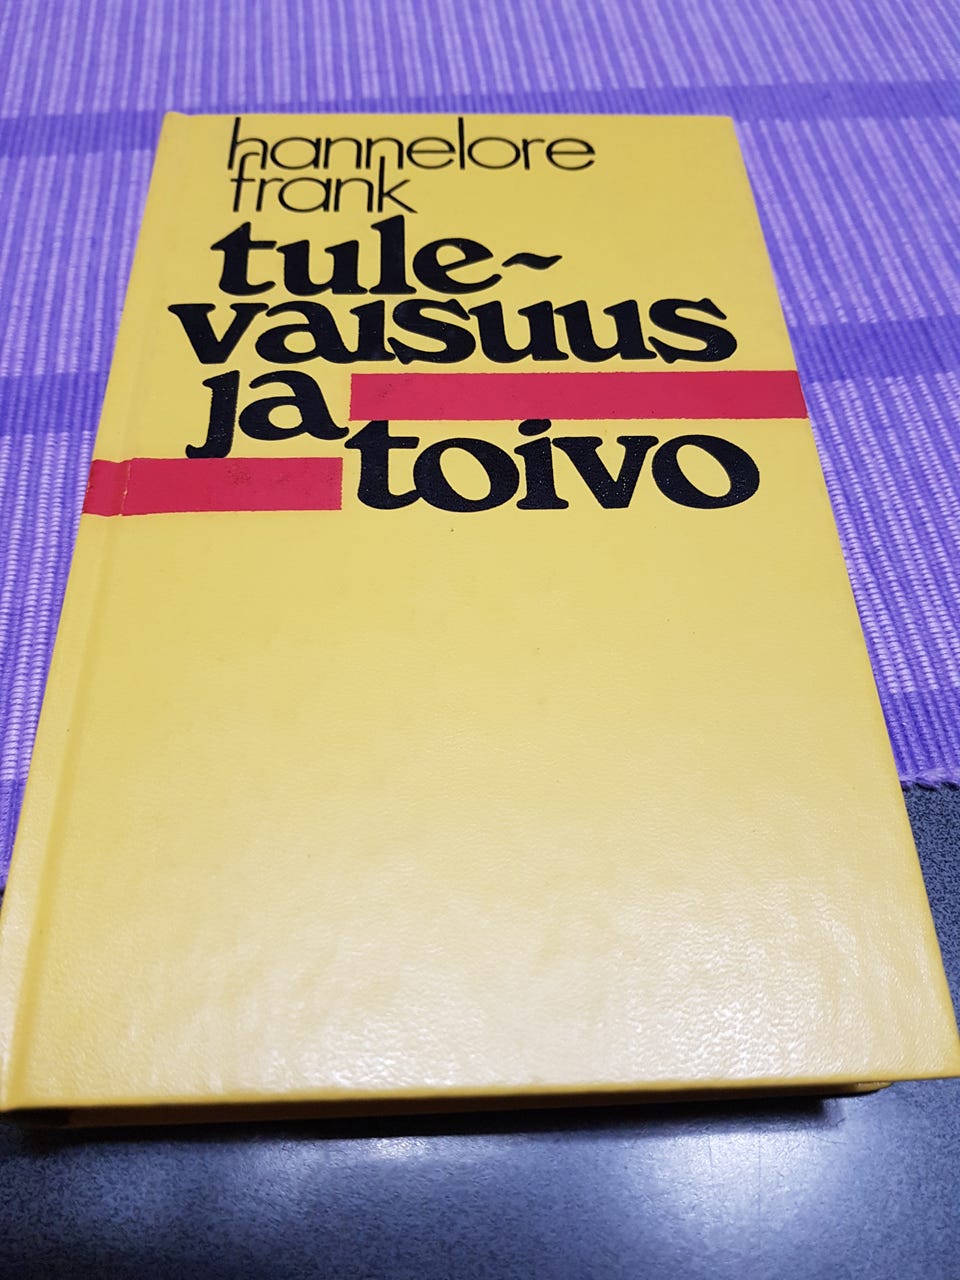 hannelore
frank
tule-
vaisuus
ja
toivo